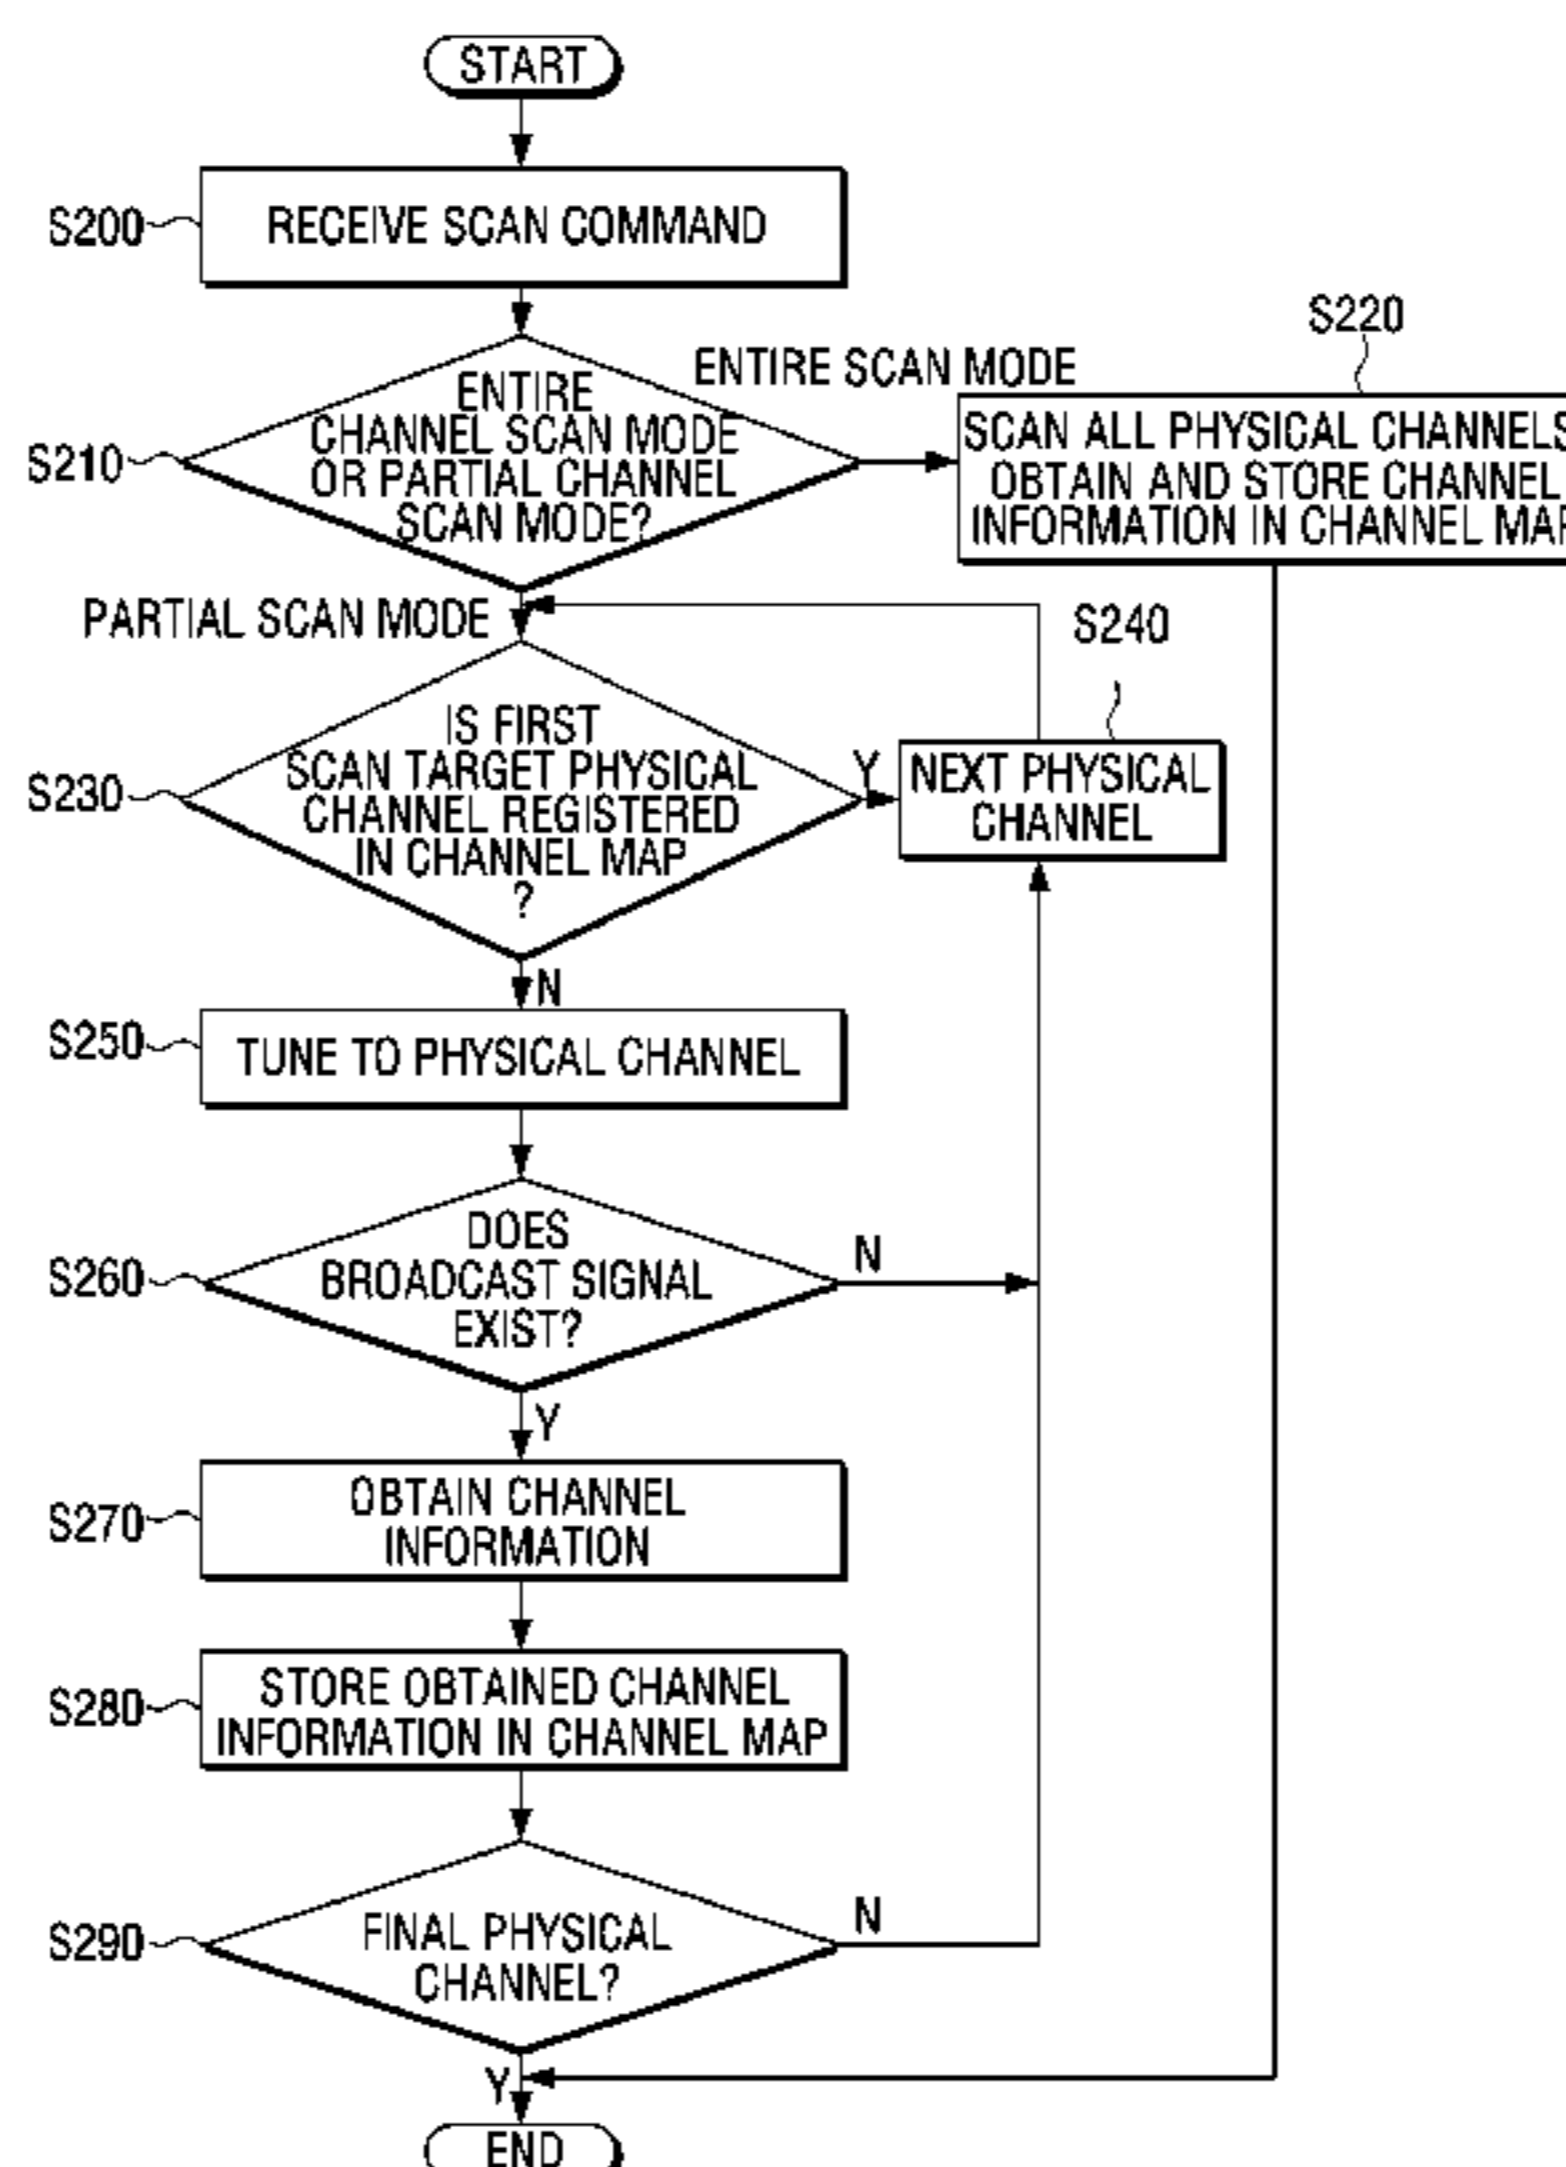 START
S200
RECEIVE SCAN COMMAND
S210
ENTIRE
CHANNEL SCAN MODE
OR PARTIAL CHANNEL
SCAN MODE?
ENTIRE SCAN MODE
S220
SCAN ALL PHYSICAL CHANNELS
OBTAIN AND STORE CHANNEL
INFORMATION IN CHANNEL MAP
PARTIAL SCAN MODE
S230
IS FIRST
SCAN TARGET PHYSICAL
CHANNEL REGISTERED
IN CHANNEL MAP
?
Y
S240
NEXT PHYSICAL
CHANNEL
N
S250
TUNE TO PHYSICAL CHANNEL
S260
DOES
BROADCAST SIGNAL
EXIST?
N
Y
S270
OBTAIN CHANNEL
INFORMATION
S280
STORE OBTAINED CHANNEL
INFORMATION IN CHANNEL MAP
S290
FINAL PHYSICAL
CHANNEL?
N
Y
END